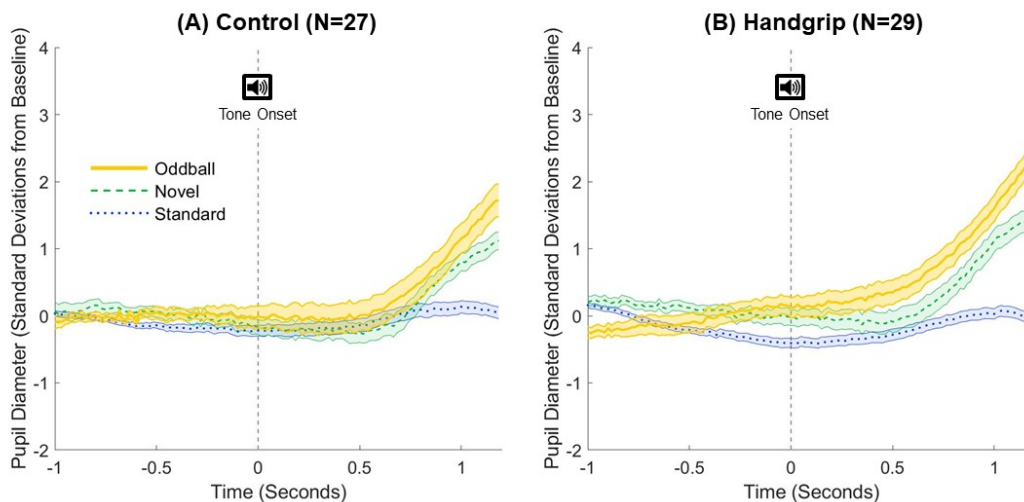 (A) Control (N=27)
Pupil Diameter (Standard Deviations from Baseline)
4
3
2
1
0
-1
-2
Tone Onset
Oddball
Novel
Standard
-1
-0.5
0
0.5
1
Time (Seconds)
(B) Handgrip (N=29)
Pupil Diameter (Standard Deviations from Baseline)
4
3
2
1
0
-1
-2
Tone Onset
-1
-0.5
0
0.5
1
Time (Seconds)